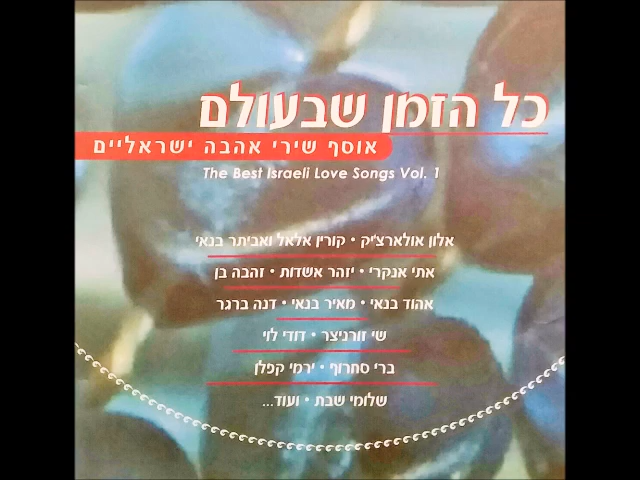 כל הזמן שבעולם
אוסף שירי אהבה ישראליים
The Best Israeli Love Songs Vol. 1
אלון אולארצ'יק • קורין אלאל ואביתר בנאי
אתי אנקרי • יזהר אשדות • זהבה בן
אהוד בנאי • מאיר בנאי • דנה ברגר
שי זורניצר • דודי לוי
ברי סחרוף • ירמי קפלן
שלומי שבת • ועוד...